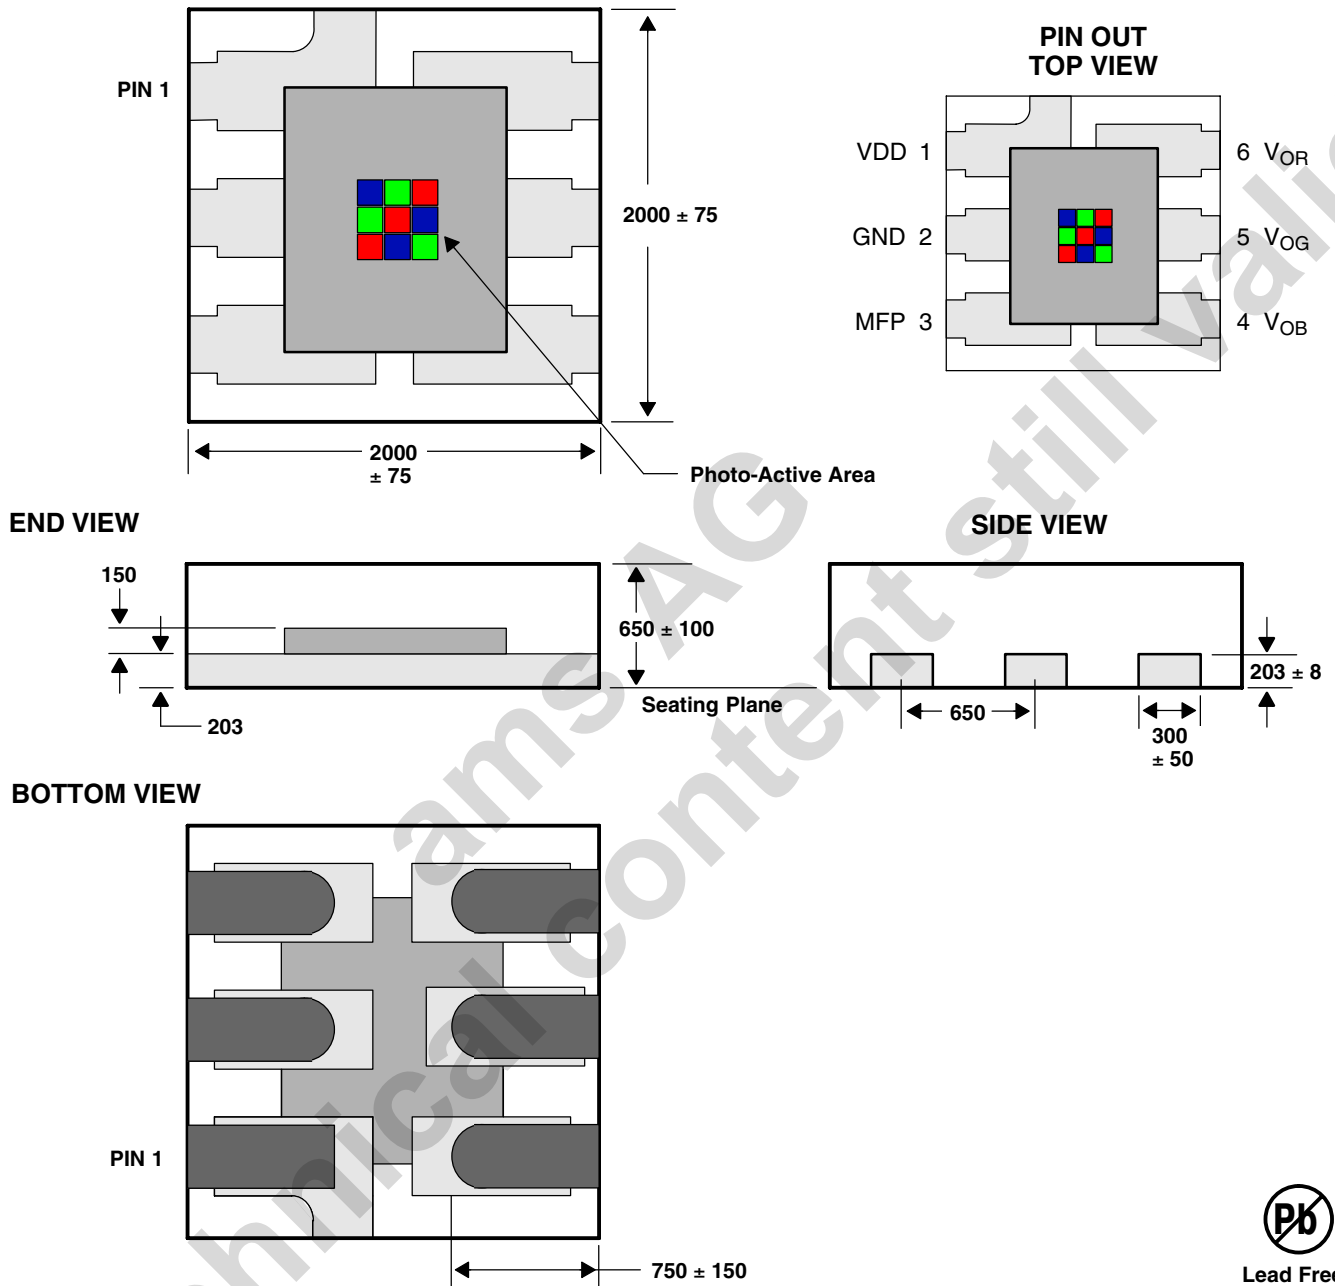 PIN OUT
TOP VIEW
PIN 1
VDD 1
6 VOR
2000 ± 75
GND 2
5 VOG
MFP 3
4 VOB
2000
± 75
Photo-Active Area
END VIEW
SIDE VIEW
150
650 ± 100
203 ± 8
Seating Plane
203
650
300
± 50
BOTTOM VIEW
PIN 1
750 ± 150
Pb
Lead Free
ams AG
technical content still valid